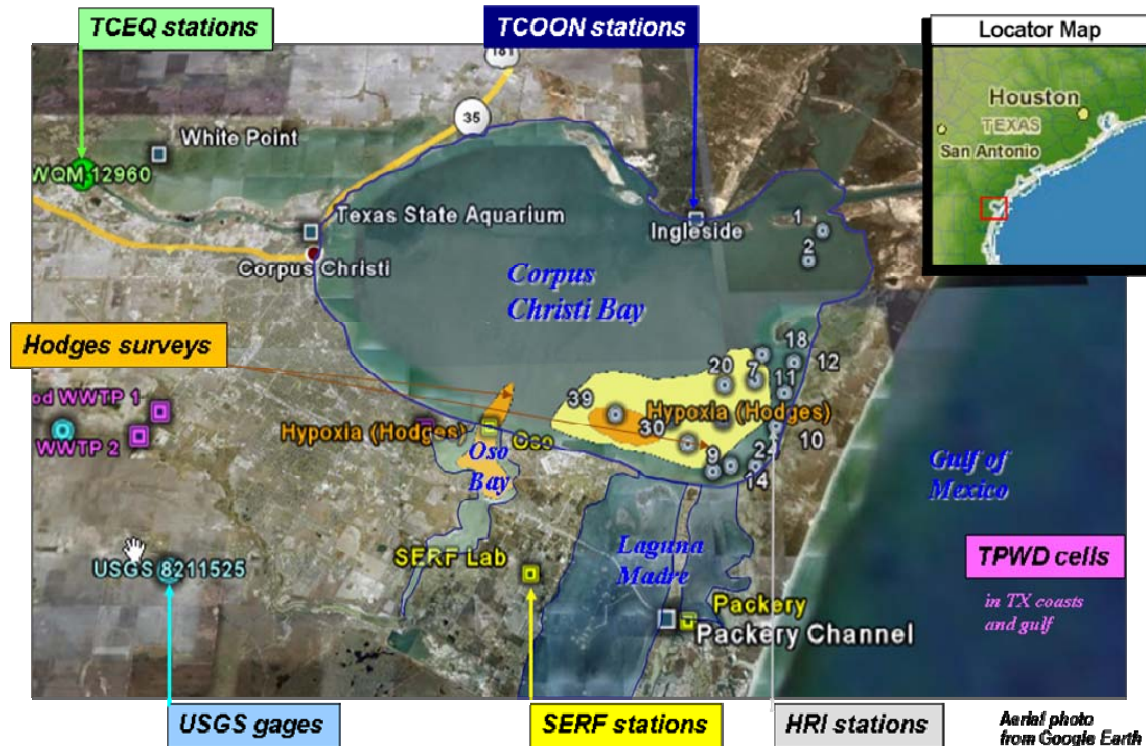 TCEQ stations
TCOON stations
Locator Map
Houston
TEXAS
San Antonio
181
35
White Point
WQM 12960
Texas State Aquarium
Corpus Christi
Ingleside
1
2
Corpus
Christi Bay
Hodges surveys
18
12
20
7
11
39
od WWTP 1
WWTP 2
Hypoxia (Hodges)
Oso
Hypoxia (Hodges)
30
10
9
24
14
Oso
Bay
Gulf of
Mexico
Laguna
Madre
SERF Lab
USGS 8211525
TPWD cells
in TX coasts
and gulf
Packery
Packery Channel
USGS gages
SERF stations
HRI stations
Aerial photo
from Google Earth